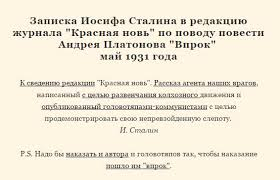 Записка Иосифа Сталина в редакцию
журнала "Красная новь" по поводу повести
Андрея Платонова "Впрок"
май 1931 года
К сведению редакции "Красная новь". Рассказ агента наших врагов,
написанный с целью развенчания колхозного движения и
опубликованный головотяпами-коммунистами с целью
продемонстрировать свою непревзойденную слепоту.
И. Сталин
P.S. Надо бы наказать и автора и головотяпов так, чтобы наказание
пошло им "впрок".